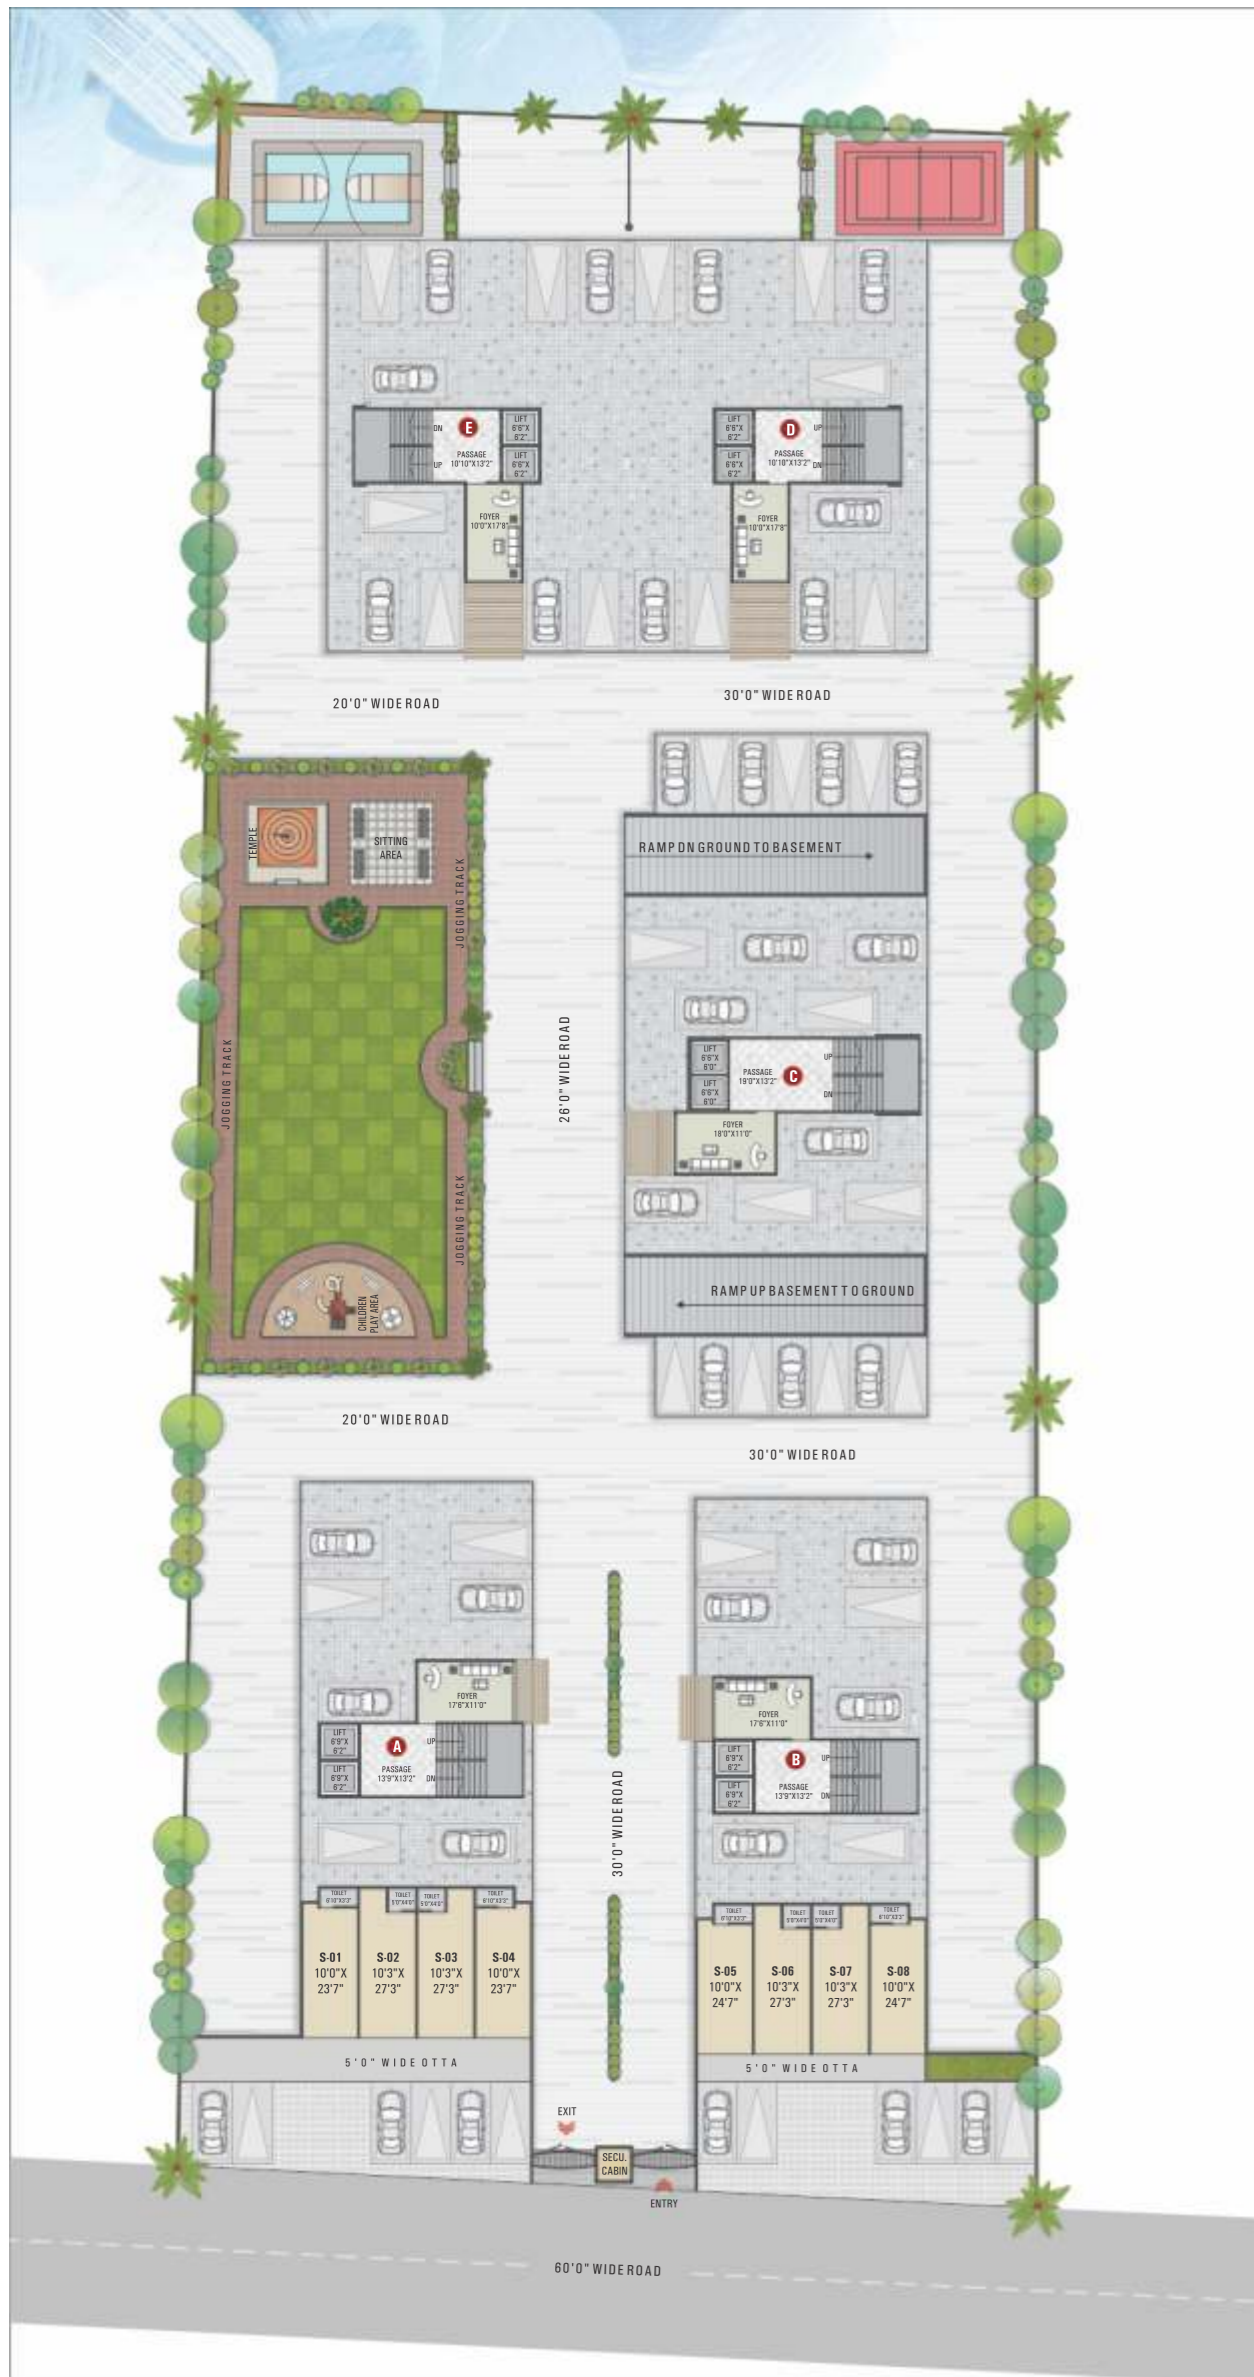 LIFT
6'6"X
6'2"
LIFT
6'6"X
6'2"
DN
E
UP
PASSAGE
10'10"X13'2"
FOYER
10'0"X17'8"
LIFT
6'6"X
6'2"
LIFT
6'6"X
6'2"
D
UP
PASSAGE
10'10"X13'2"
DN
FOYER
10'0"X17'8"
20'0" WIDE ROAD
30'0" WIDE ROAD
TEMPLE
SITTING
AREA
JOGGING TRACK
RAMP DN GROUND TO BASEMENT
26'0" WIDE ROAD
JOGGING TRACK
LIFT
6'6"X
6'0"
LIFT
6'6"X
6'0"
PASSAGE
19'0"X13'2"
C
UP
DN
FOYER
18'0"X11'0"
JOGGING TRACK
CHILDREN
PLAY AREA
RAMP UP BASEMENT TO GROUND
20'0" WIDE ROAD
30'0" WIDE ROAD
FOYER
17'6"X11'0"
LIFT
6'9"X
6'2"
LIFT
6'9"X
6'2"
A
UP
PASSAGE
13'9"X13'2"
DN
FOYER
17'6"X11'0"
LIFT
6'9"X
6'2"
LIFT
6'9"X
6'2"
B
UP
PASSAGE
13'9"X13'2"
DN
30'0" WIDE ROAD
TOILET
TOILET
TOILET
TOILET
S-01
10'0"X
23'7"
S-02
10'3"X
27'3"
S-03
10'3"X
27'3"
S-04
10'0"X
23'7"
TOILET
TOILET
TOILET
TOILET
S-05
10'0"X
24'7"
S-06
10'3"X
27'3"
S-07
10'3"X
27'3"
S-08
10'0"X
24'7"
5'0" WIDE OTTA
5'0" WIDE OTTA
EXIT
SECU.
CABIN
ENTRY
60'0" WIDE ROAD